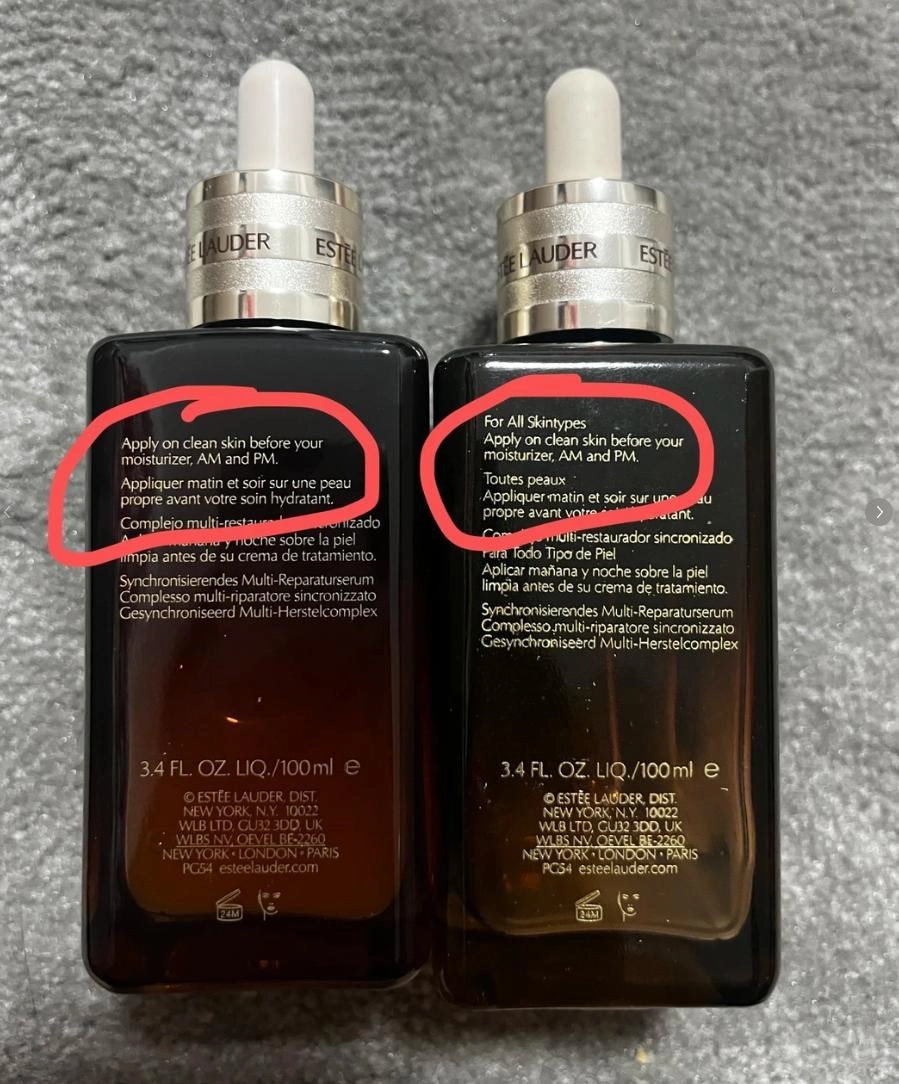 LAUDER ESTĒE
Apply on clean skin before your
moisturizer, AM and PM.
Appliquer matin et soir sur une peau
propre avant votre soin hydratant.
Complejo multi-restaurador sincronizado
mañana y noche sobre la piel
limpia antes de su crema de tratamiento.
Synchronisierendes Multi-Reparaturserum
Complesso multi-riparatore sincronizzato
Gesynchroniseerd Multi-Herstelcomplex
3.4 FL. OZ. LIQ./100 ml e
© ESTĒE LAUDER, DIST.
NEW YORK, N.Y. 10022
WLB LTD, GU32 3DD, UK
WLBS NV, OEVEL BE-2260
NEW YORK • LONDON • PARIS
PG54 esteelauder.com
24M
LAUDER ESTĒE
For All Skintypes
Apply on clean skin before your
moisturizer, AM and PM.
Toutes peaux
Appliquer matin et soir sur une
propre avant votre
multi-restaurador sincronizado
Para Todo Tipo de Piel
Aplicar mañana y noche sobre la piel
limpia antes de su crema de tratamiento.
Synchronisierendes Multi-Reparaturserum
Complesso multi-riparatore sincronizzato
Gesynchroniseerd Multi-Herstelcomplex
3.4 FL. OZ. LIQ./100 ml e
© ESTĒE LAUDER, DIST.
NEW YORK, N.Y. 10022
WLB LTD, GU32 3DD, UK
WLBS NV, OEVEL BE-2260
NEW YORK • LONDON • PARIS
PG54 esteelauder.com
24M